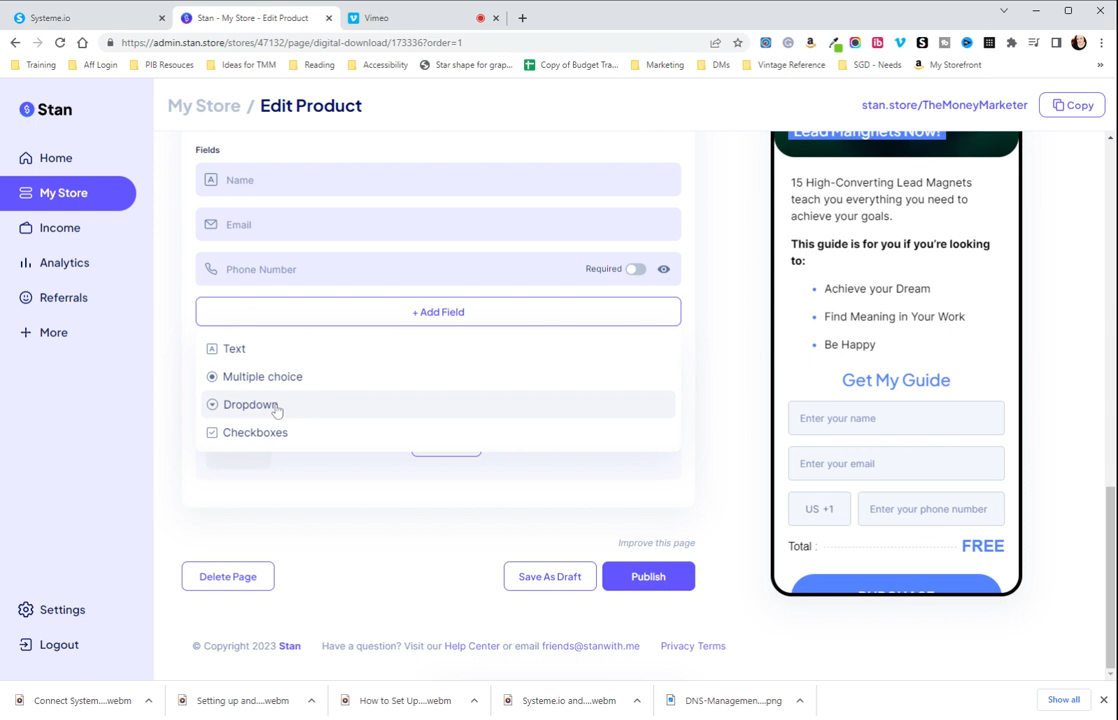 Systeme.io
Stan - My Store - Edit Product
Vimeo
https://admin.stan.store/stores/47132/page/digital-download/173336?order=1
Training
Aff Login
PIB Resouces
Ideas for TMM
Reading
Accessibility
Star shape for grap...
Copy of Budget Tra...
Marketing
DMs
Vintage Reference
SGD - Needs
My Storefront
Stan
My Store / Edit Product
stan.store/TheMoneyMarketer
Copy
Home
My Store
Income
Analytics
Referrals
More
Settings
Logout
Fields
Name
Email
Phone Number
Required
+ Add Field
Text
Multiple choice
Dropdown
Checkboxes
Improve this page
Delete Page
Save As Draft
Publish
© Copyright 2023 Stan
Have a question? Visit our Help Center or email friends@stanwith.me
Privacy Terms
Lead Mangnets Now!
15 High-Converting Lead Magnets
teach you everything you need to
achieve your goals.
This guide is for you if you're looking
to:
Achieve your Dream
Find Meaning in Your Work
Be Happy
Get My Guide
Enter your name
Enter your email
US +1
Enter your phone number
Total :
FREE
PURCHASE
Connect System....webm
Setting up and....webm
How to Set Up....webm
Systeme.io and....webm
DNS-Managemen....png
Show all